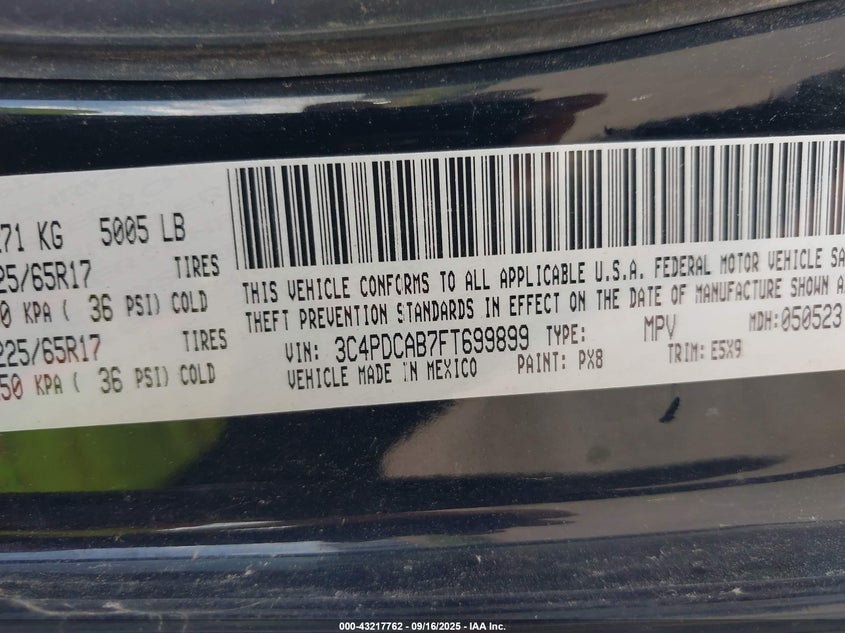 171 KG 5005 LB
225/65R17 TIRES
50 KPA ( 36 PSI) COLD
225/65R17 TIRES
250 KPA ( 36 PSI) COLD
THIS VEHICLE CONFORMS TO ALL APPLICABLE U.S.A. FEDERAL MOTOR VEHICLE SA
THEFT PREVENTION STANDARDS IN EFFECT ON THE DATE OF MANUFACTURE SHOWN A
VIN: 3C4PDCAB7FT699899 TYPE: MPV MDH:050523
VEHICLE MADE IN MEXICO PAINT: PX8 TRIM: E5X9
000-43217762 - 09/16/2025 - IAA Inc.